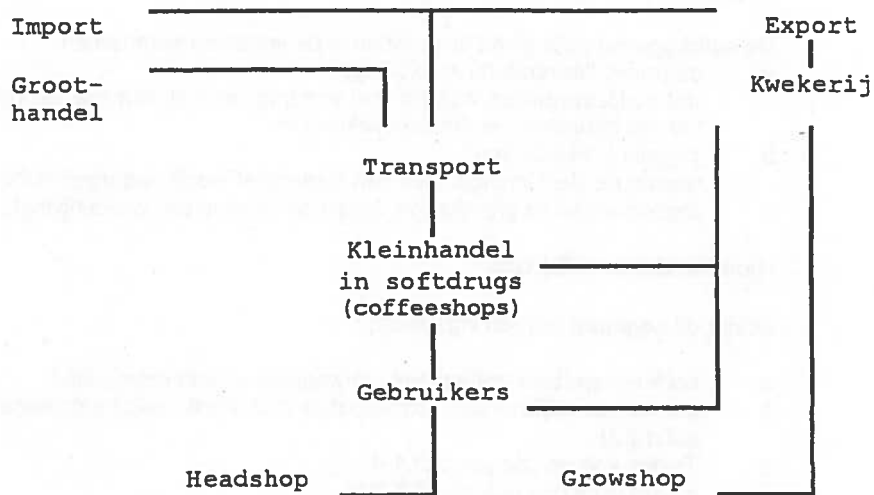 Import
Export
Groot-
handel
Kwekerij
Transport
Kleinhandel
in softdrugs
(coffeeshops)
Gebruikers
Headshop
Growshop